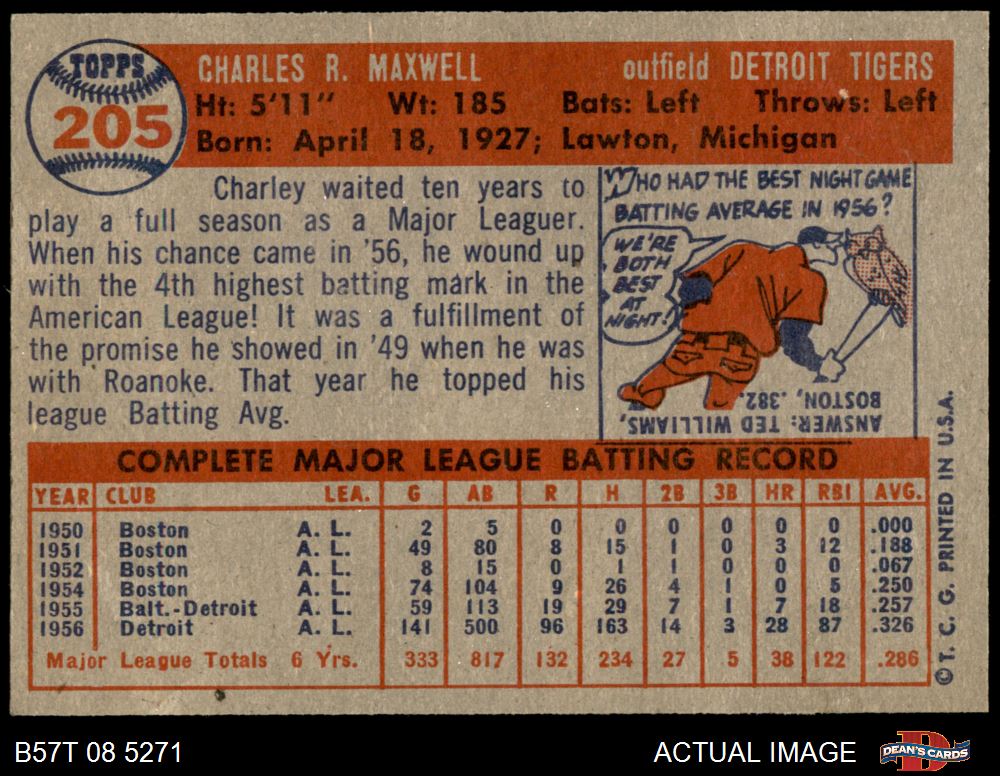 TOPPS
205
CHARLES R. MAXWELL outfield DETROIT TIGERS
Ht: 5'11" Wt: 185 Bats: Left Throws: Left
Born: April 18, 1927; Lawton, Michigan
Charley waited ten years to
play a full season as a Major Leaguer.
When his chance came in '56, he wound up
with the 4th highest batting mark in the
American League! It was a fulfillment of
the promise he showed in '49 when he was
with Roanoke. That year he topped his
league Batting Avg.
WHO HAD THE BEST NIGHT GAME
BATTING AVERAGE IN 1956?
WE'RE
BOTH
BEST
AT
NIGHT!
ANSWER: TED WILLIAMS,
BOSTON, .382.
COMPLETE MAJOR LEAGUE BATTING RECORD
YEAR CLUB LEA. G AB R H 2B 3B HR RBI AVG.
1950 Boston A. L. 2 5 0 0 0 0 0 0 .000
1951 Boston A. L. 49 80 8 15 1 0 3 12 .188
1952 Boston A. L. 8 15 0 1 1 0 0 0 .067
1954 Boston A. L. 74 104 9 26 4 1 0 5 .250
1955 Balt.-Detroit A. L. 59 113 19 29 7 1 7 18 .257
1956 Detroit A. L. 141 500 96 163 14 3 28 87 .326
Major League Totals 6 Yrs. 333 817 132 234 27 5 38 122 .286
© T. C. G. PRINTED IN U.S.A.
B57T 08 5271
ACTUAL IMAGE
DEAN'S CARDS